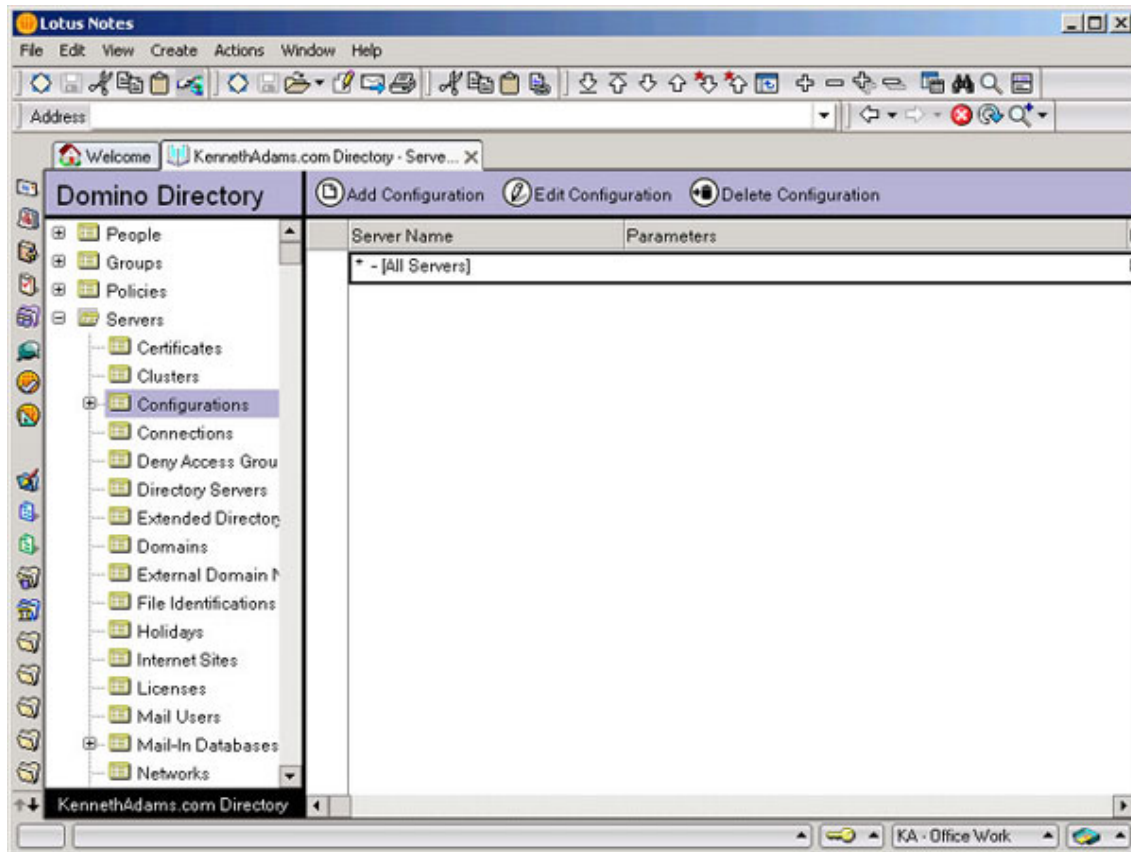 Lotus Notes
File Edit View Create Actions Window Help
Address
Welcome KennethAdams.com Directory - Serve...
Domino Directory
Add Configuration Edit Configuration Delete Configuration
People
Groups
Policies
Servers
Certificates
Clusters
Configurations
Connections
Deny Access Grou
Directory Servers
Extended Director
Domains
External Domain N
File Identifications
Holidays
Internet Sites
Licenses
Mail Users
Mail-In Databases
Networks
KennethAdams.com Directory
Server Name Parameters
* - [All Servers]
KA - Office Work